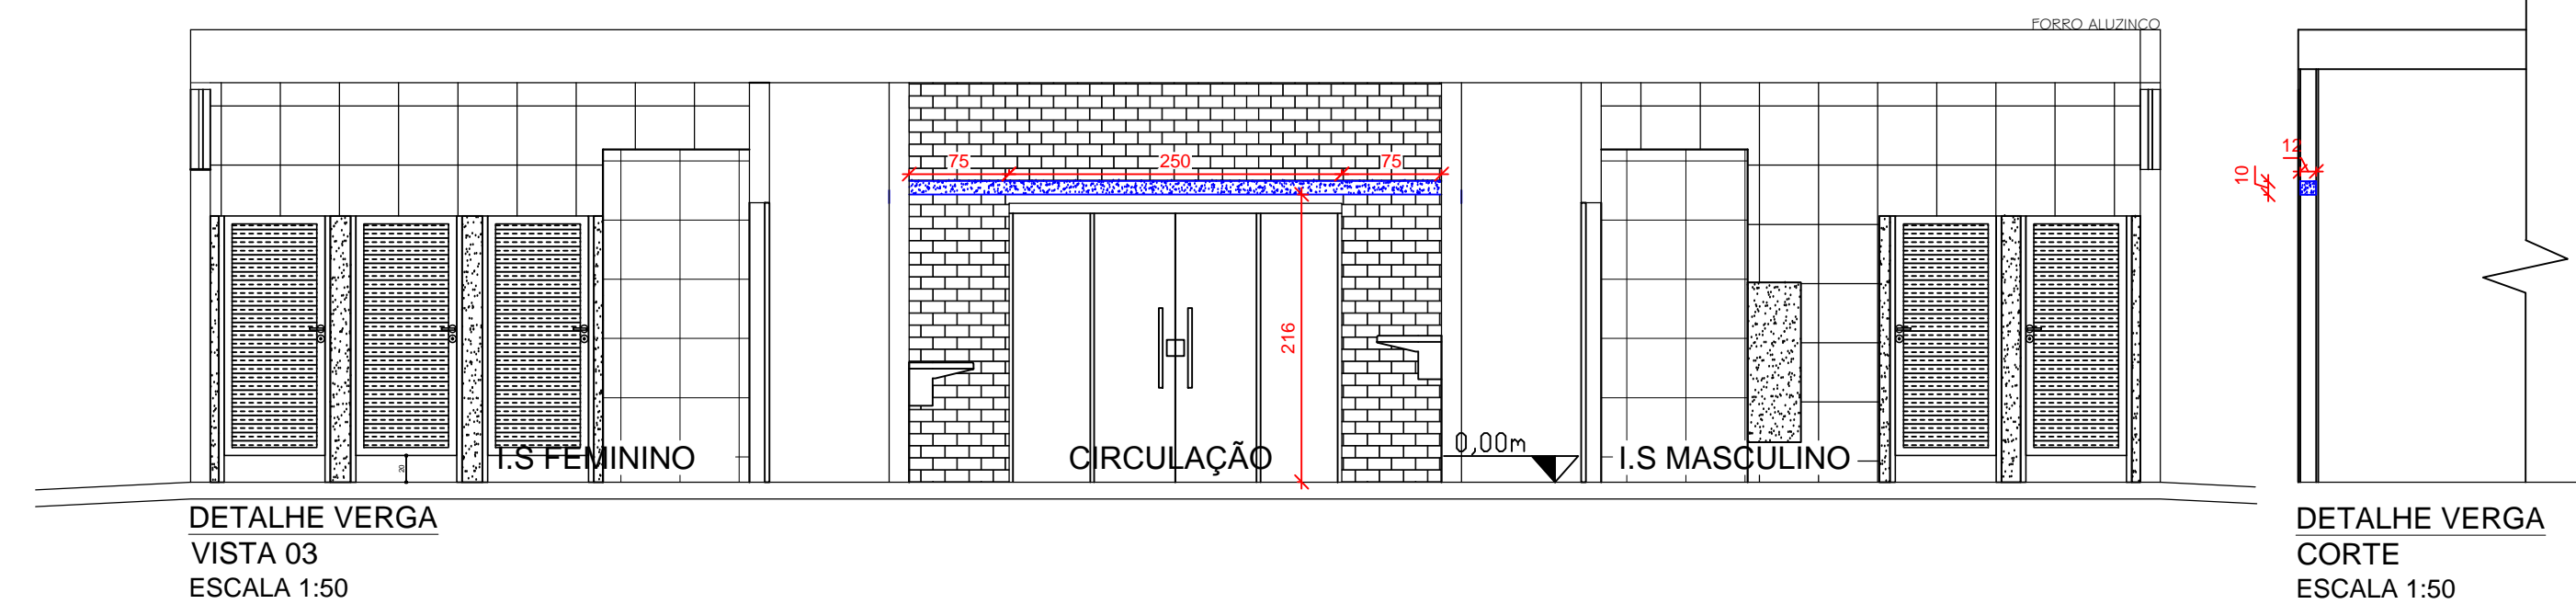 FORRO ALUZINCO
75
250
75
12
10
216
0,00m
20
I.S FEMININO
CIRCULAÇÃO
I.S MASCULINO
DETALHE VERGA
VISTA 03
ESCALA 1:50
DETALHE VERGA
CORTE
ESCALA 1:50